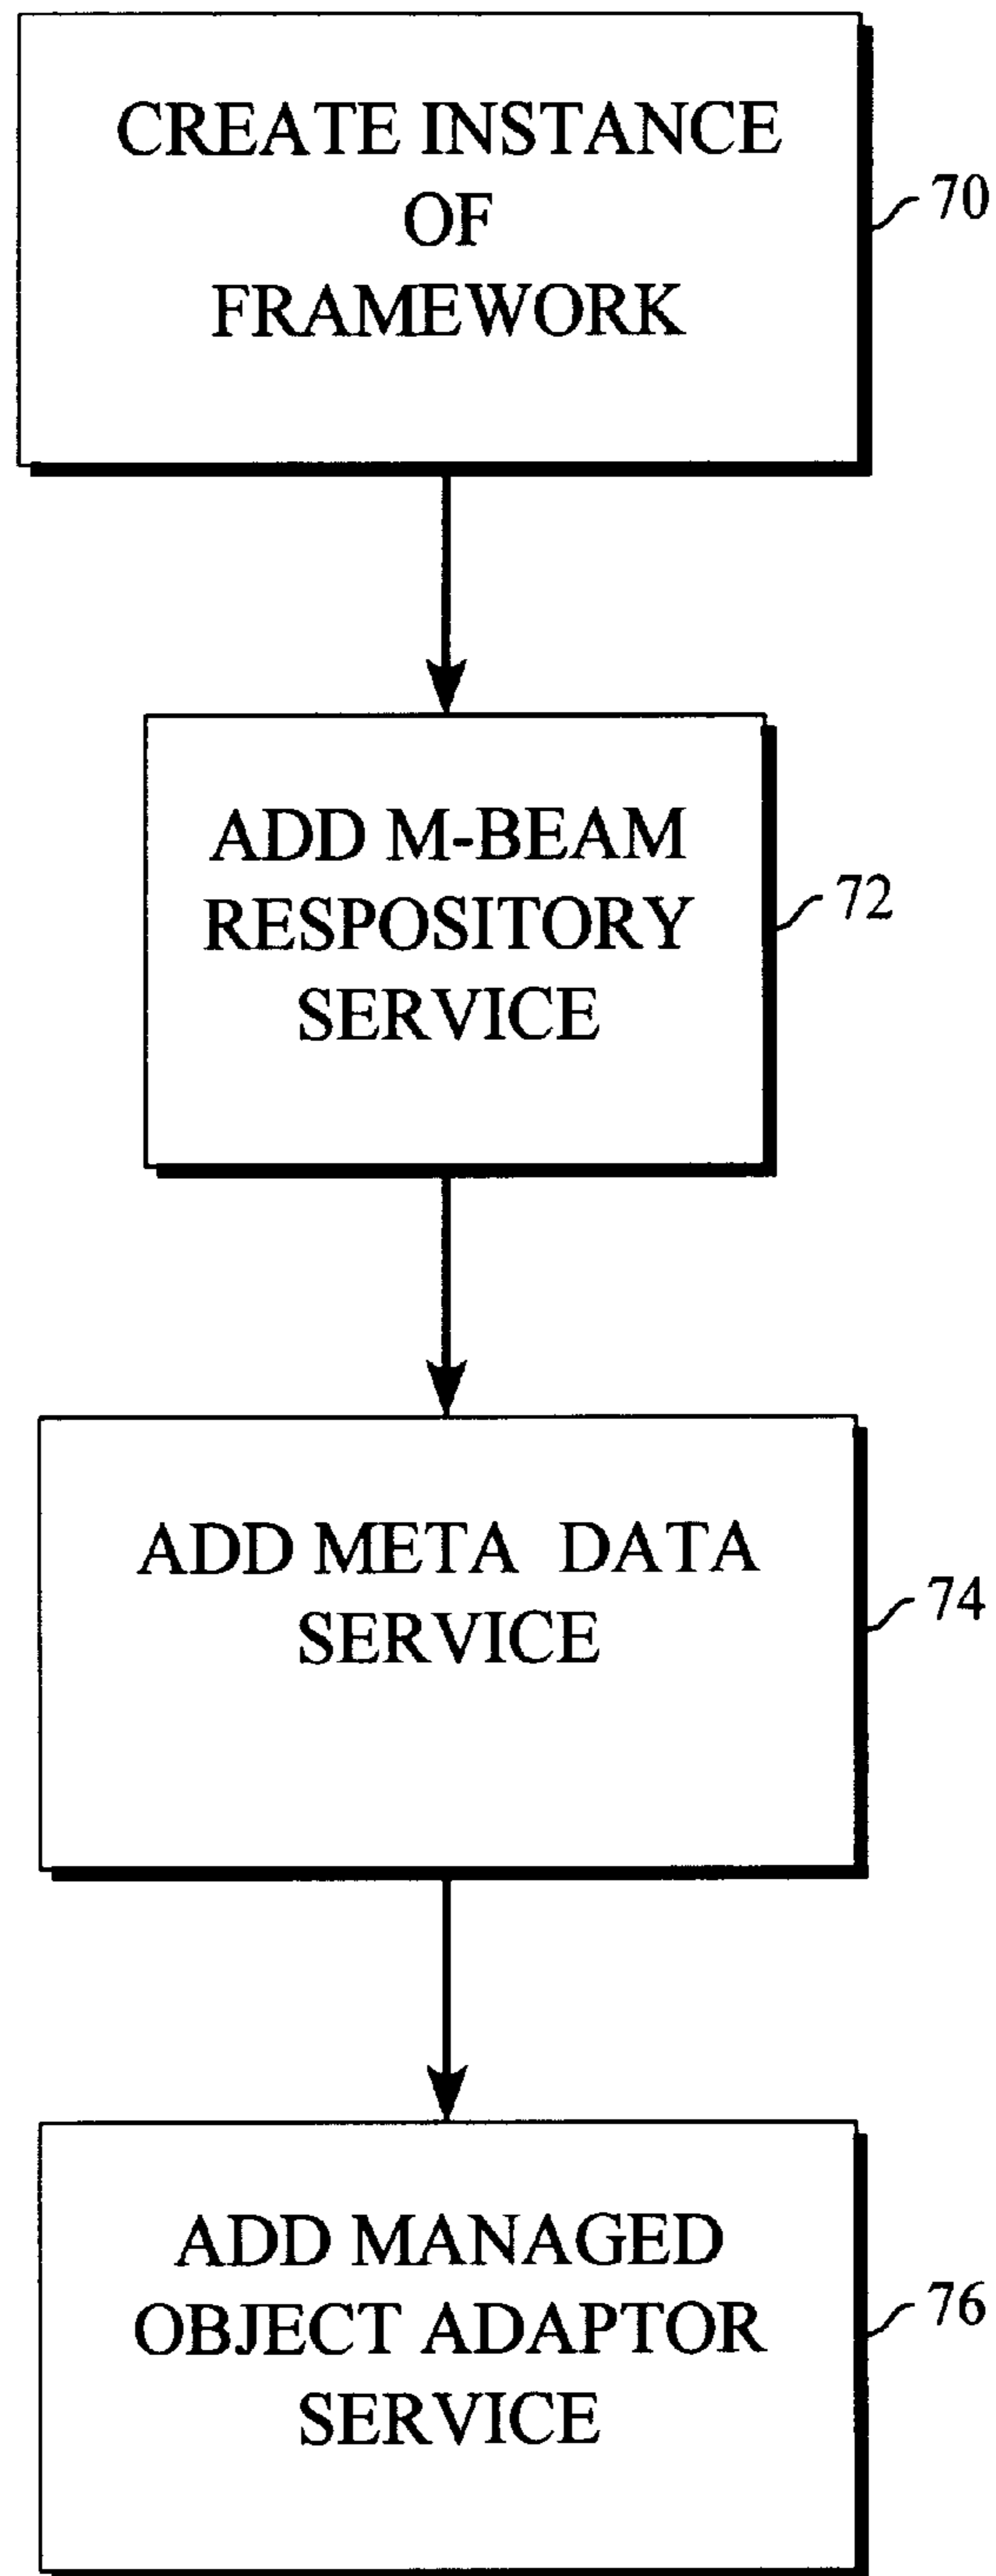 CREATE INSTANCE
OF
FRAMEWORK
70
ADD M-BEAM
RESPOSITORY
SERVICE
72
ADD META DATA
SERVICE
74
ADD MANAGED
OBJECT ADAPTOR
SERVICE
76